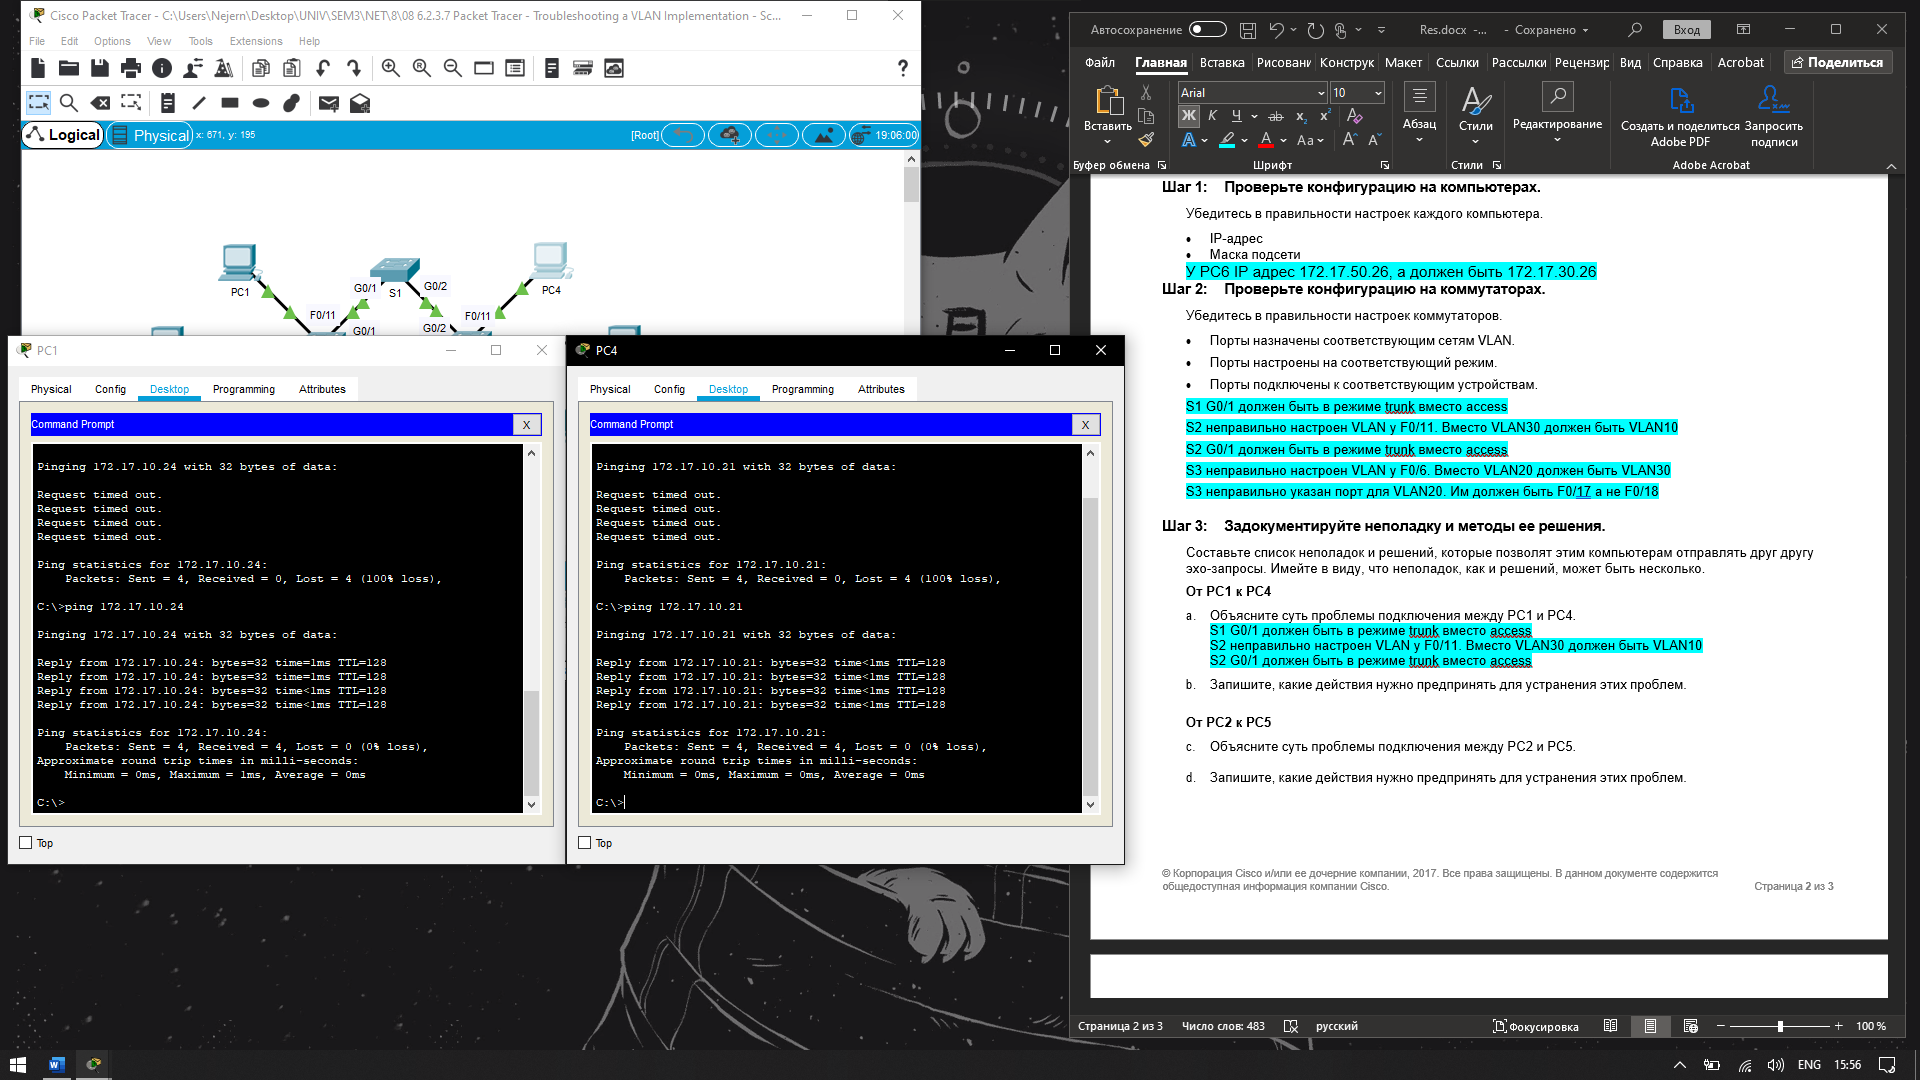 Cisco Packet Tracer - C:\Users\Nejern\Desktop\UNIV\SEM3\NET\8\08 6.2.3.7 Packet Tracer - Troubleshooting a VLAN Implementation - Sc...
File Edit Options View Tools Extensions Help
Logical
Physical
x: 671, y: 195
[Root]
19:06:00
PC1
G0/1
S1
G0/2
PC4
F0/11
G0/1
G0/2
F0/11
PC1
Physical Config Desktop Programming Attributes
Command Prompt
X
Pinging 172.17.10.24 with 32 bytes of data:
Request timed out.
Request timed out.
Request timed out.
Request timed out.
Ping statistics for 172.17.10.24:
Packets: Sent = 4, Received = 0, Lost = 4 (100% loss),
C:\>ping 172.17.10.24
Pinging 172.17.10.24 with 32 bytes of data:
Reply from 172.17.10.24: bytes=32 time=1ms TTL=128
Reply from 172.17.10.24: bytes=32 time=1ms TTL=128
Reply from 172.17.10.24: bytes=32 time<1ms TTL=128
Reply from 172.17.10.24: bytes=32 time<1ms TTL=128
Ping statistics for 172.17.10.24:
Packets: Sent = 4, Received = 4, Lost = 0 (0% loss),
Approximate round trip times in milli-seconds:
Minimum = 0ms, Maximum = 1ms, Average = 0ms
C:\>
Top
PC4
Physical Config Desktop Programming Attributes
Command Prompt
X
Pinging 172.17.10.21 with 32 bytes of data:
Request timed out.
Request timed out.
Request timed out.
Request timed out.
Ping statistics for 172.17.10.21:
Packets: Sent = 4, Received = 0, Lost = 4 (100% loss),
C:\>ping 172.17.10.21
Pinging 172.17.10.21 with 32 bytes of data:
Reply from 172.17.10.21: bytes=32 time<1ms TTL=128
Reply from 172.17.10.21: bytes=32 time<1ms TTL=128
Reply from 172.17.10.21: bytes=32 time<1ms TTL=128
Reply from 172.17.10.21: bytes=32 time<1ms TTL=128
Ping statistics for 172.17.10.21:
Packets: Sent = 4, Received = 4, Lost = 0 (0% loss),
Approximate round trip times in milli-seconds:
Minimum = 0ms, Maximum = 0ms, Average = 0ms
C:\>
Top
Автосохранение
Res.docx -... - Сохранено
Вход
Файл Главная Вставка Рисовани Конструк Макет Ссылки Рассылки Рецензир Вид Справка Acrobat
Поделиться
Вставить
Arial
10
Ж К Ч ab x₂ x²
A A Aa A A
Абзац
Стили
Редактирование
Создать и поделиться Adobe PDF
Запросить подписи
Буфер обмена Шрифт Стили Adobe Acrobat
Шаг 1: Проверьте конфигурацию на компьютерах.
Убедитесь в правильности настроек каждого компьютера.
• IP-адрес
• Маска подсети
У PC6 IP адрес 172.17.50.26, а должен быть 172.17.30.26
Шаг 2: Проверьте конфигурацию на коммутаторах.
Убедитесь в правильности настроек коммутаторов.
• Порты назначены соответствующим сетям VLAN.
• Порты настроены на соответствующий режим.
• Порты подключены к соответствующим устройствам.
S1 G0/1 должен быть в режиме trunk вместо access
S2 неправильно настроен VLAN у F0/11. Вместо VLAN30 должен быть VLAN10
S2 G0/1 должен быть в режиме trunk вместо access
S3 неправильно настроен VLAN у F0/6. Вместо VLAN20 должен быть VLAN30
S3 неправильно указан порт для VLAN20. Им должен быть F0/17 а не F0/18
Шаг 3: Задокументируйте неполадку и методы ее решения.
Составьте список неполадок и решений, которые позволят этим компьютерам отправлять друг другу
эхо-запросы. Имейте в виду, что неполадок, как и решений, может быть несколько.
От PC1 к PC4
a. Объясните суть проблемы подключения между PC1 и PC4.
S1 G0/1 должен быть в режиме trunk вместо access
S2 неправильно настроен VLAN у F0/11. Вместо VLAN30 должен быть VLAN10
S2 G0/1 должен быть в режиме trunk вместо access
b. Запишите, какие действия нужно предпринять для устранения этих проблем.
От PC2 к PC5
c. Объясните суть проблемы подключения между PC2 и PC5.
d. Запишите, какие действия нужно предпринять для устранения этих проблем.
© Корпорация Cisco и/или ее дочерние компании, 2017. Все права защищены. В данном документе содержится
общедоступная информация компании Cisco.
Страница 2 из 3
Страница 2 из 3 Число слов: 483 русский
Фокусировка
100 %
ENG 15:56